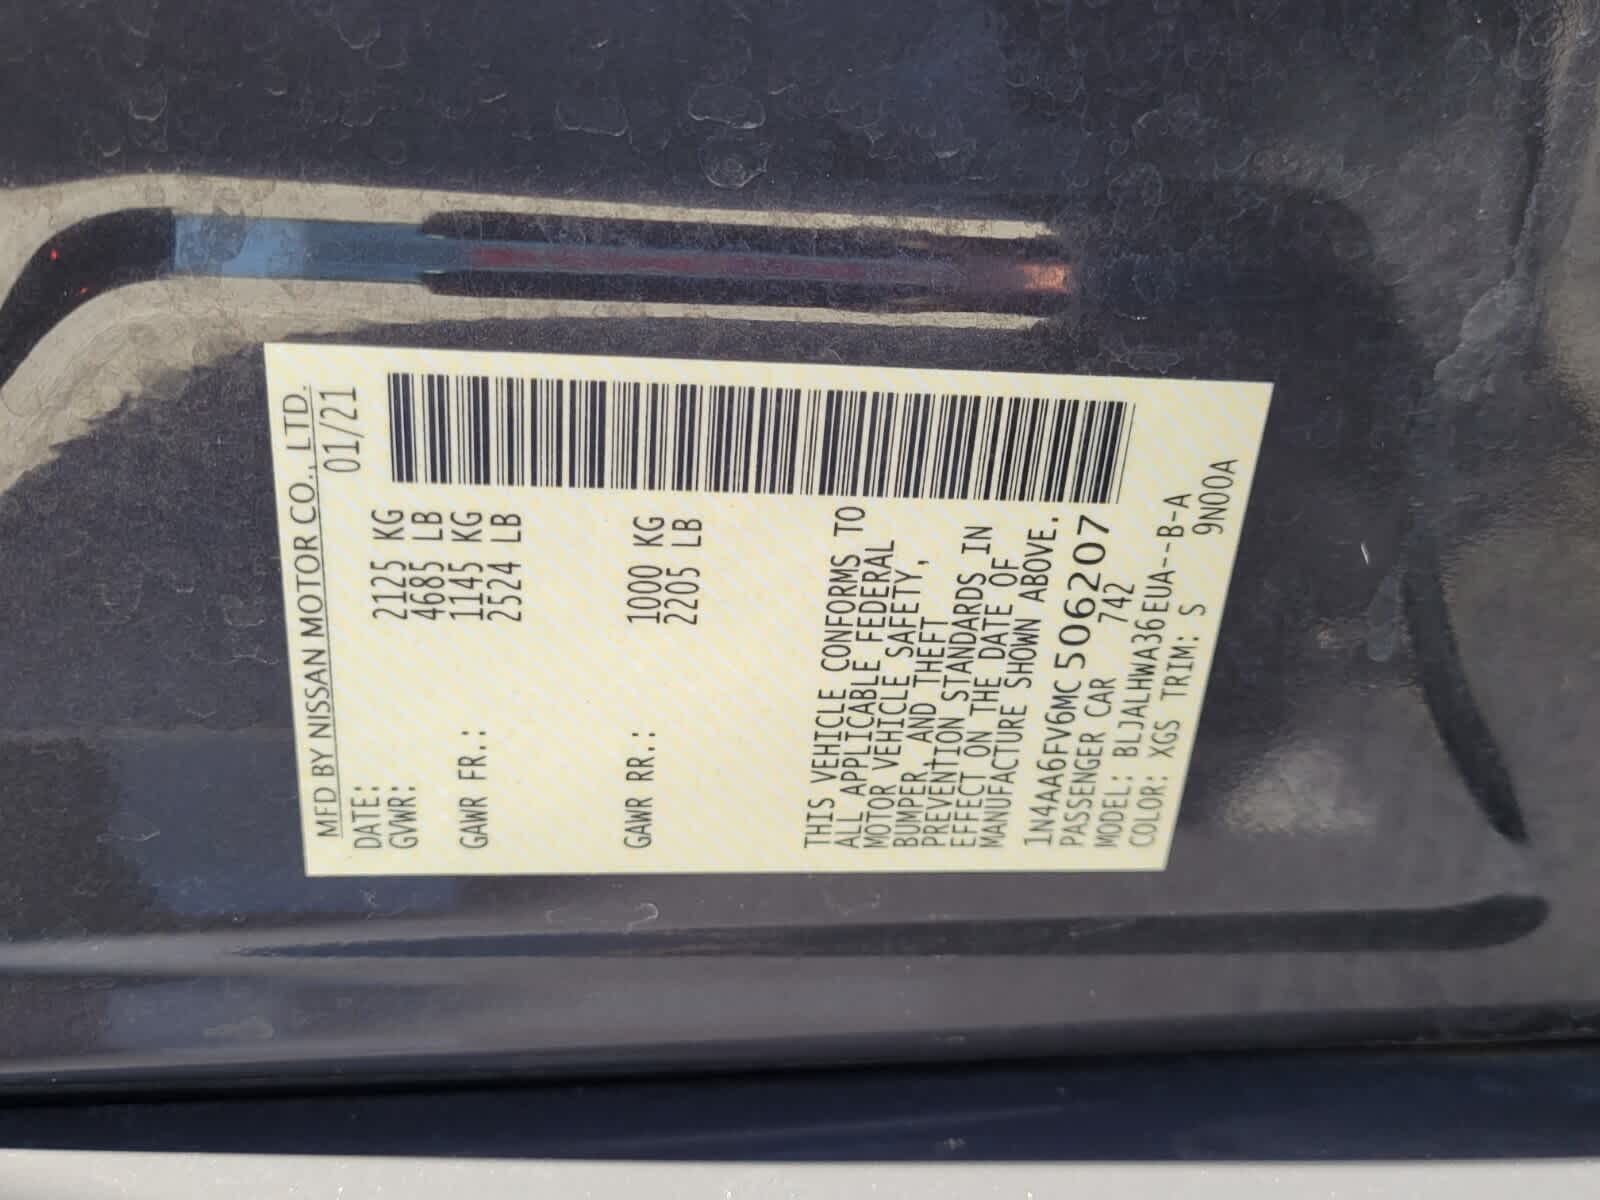 MFD BY NISSAN MOTOR CO., LTD.
DATE: 01/21
GVWR: 2125 KG
4685 LB
GAWR FR.: 1145 KG
2524 LB
GAWR RR.: 1000 KG
2205 LB
THIS VEHICLE CONFORMS TO
ALL APPLICABLE FEDERAL
MOTOR VEHICLE SAFETY,
BUMPER, AND THEFT
PREVENTION STANDARDS IN
EFFECT ON THE DATE OF
MANUFACTURE SHOWN ABOVE.
1N4AA6FV6MC506207
PASSENGER CAR 742
MODEL: BLJALHWA36EUA--B-A
COLOR: XGS TRIM: S 9N00A